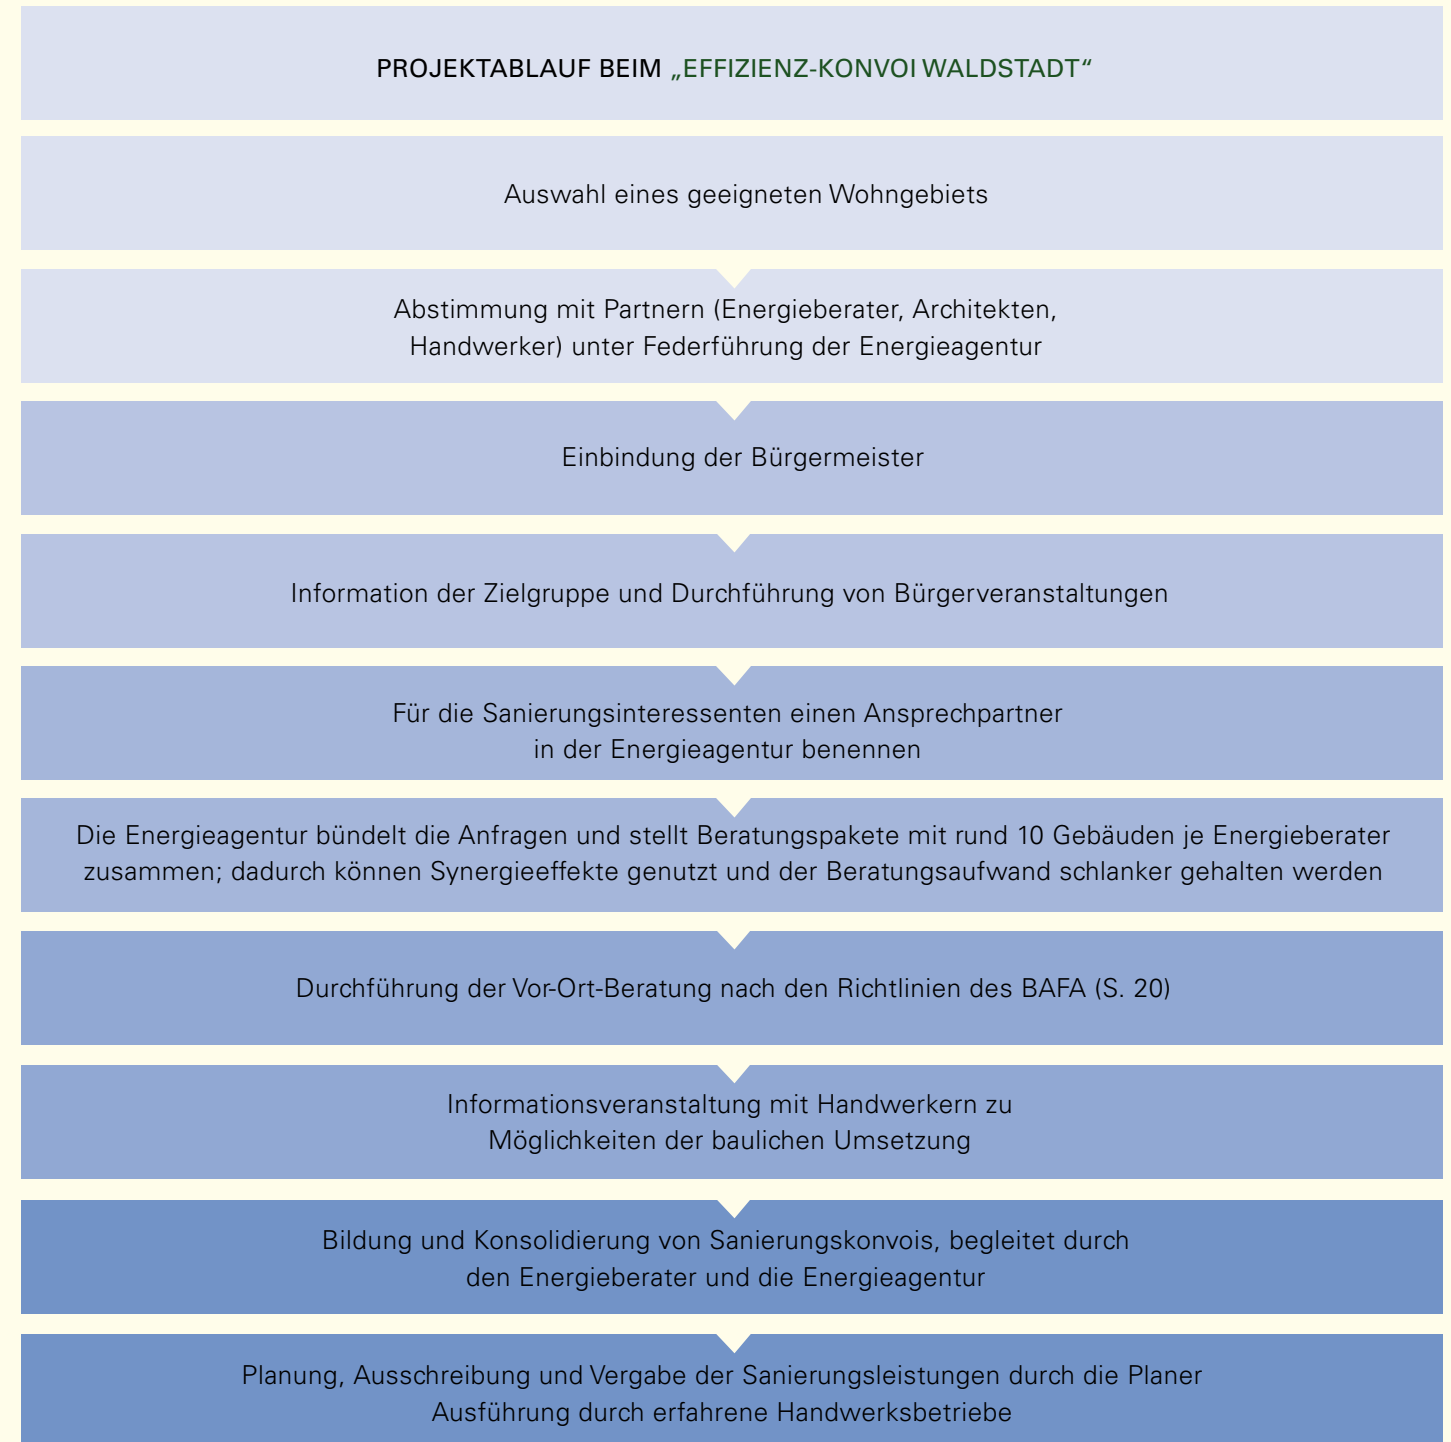 PROJEKTABLAUF BEIM „EFFIZIENZ-KONVOI WALDSTADT“
Auswahl eines geeigneten Wohngebiets
Abstimmung mit Partnern (Energieberater, Architekten,
Handwerker) unter Federführung der Energieagentur
Einbindung der Bürgermeister
Information der Zielgruppe und Durchführung von Bürgerveranstaltungen
Für die Sanierungsinteressenten einen Ansprechpartner
in der Energieagentur benennen
Die Energieagentur bündelt die Anfragen und stellt Beratungspakete mit rund 10 Gebäuden je Energieberater
zusammen; dadurch können Synergieeffekte genutzt und der Beratungsaufwand schlanker gehalten werden
Durchführung der Vor-Ort-Beratung nach den Richtlinien des BAFA (S. 20)
Informationsveranstaltung mit Handwerkern zu
Möglichkeiten der baulichen Umsetzung
Bildung und Konsolidierung von Sanierungskonvois, begleitet durch
den Energieberater und die Energieagentur
Planung, Ausschreibung und Vergabe der Sanierungsleistungen durch die Planer
Ausführung durch erfahrene Handwerksbetriebe